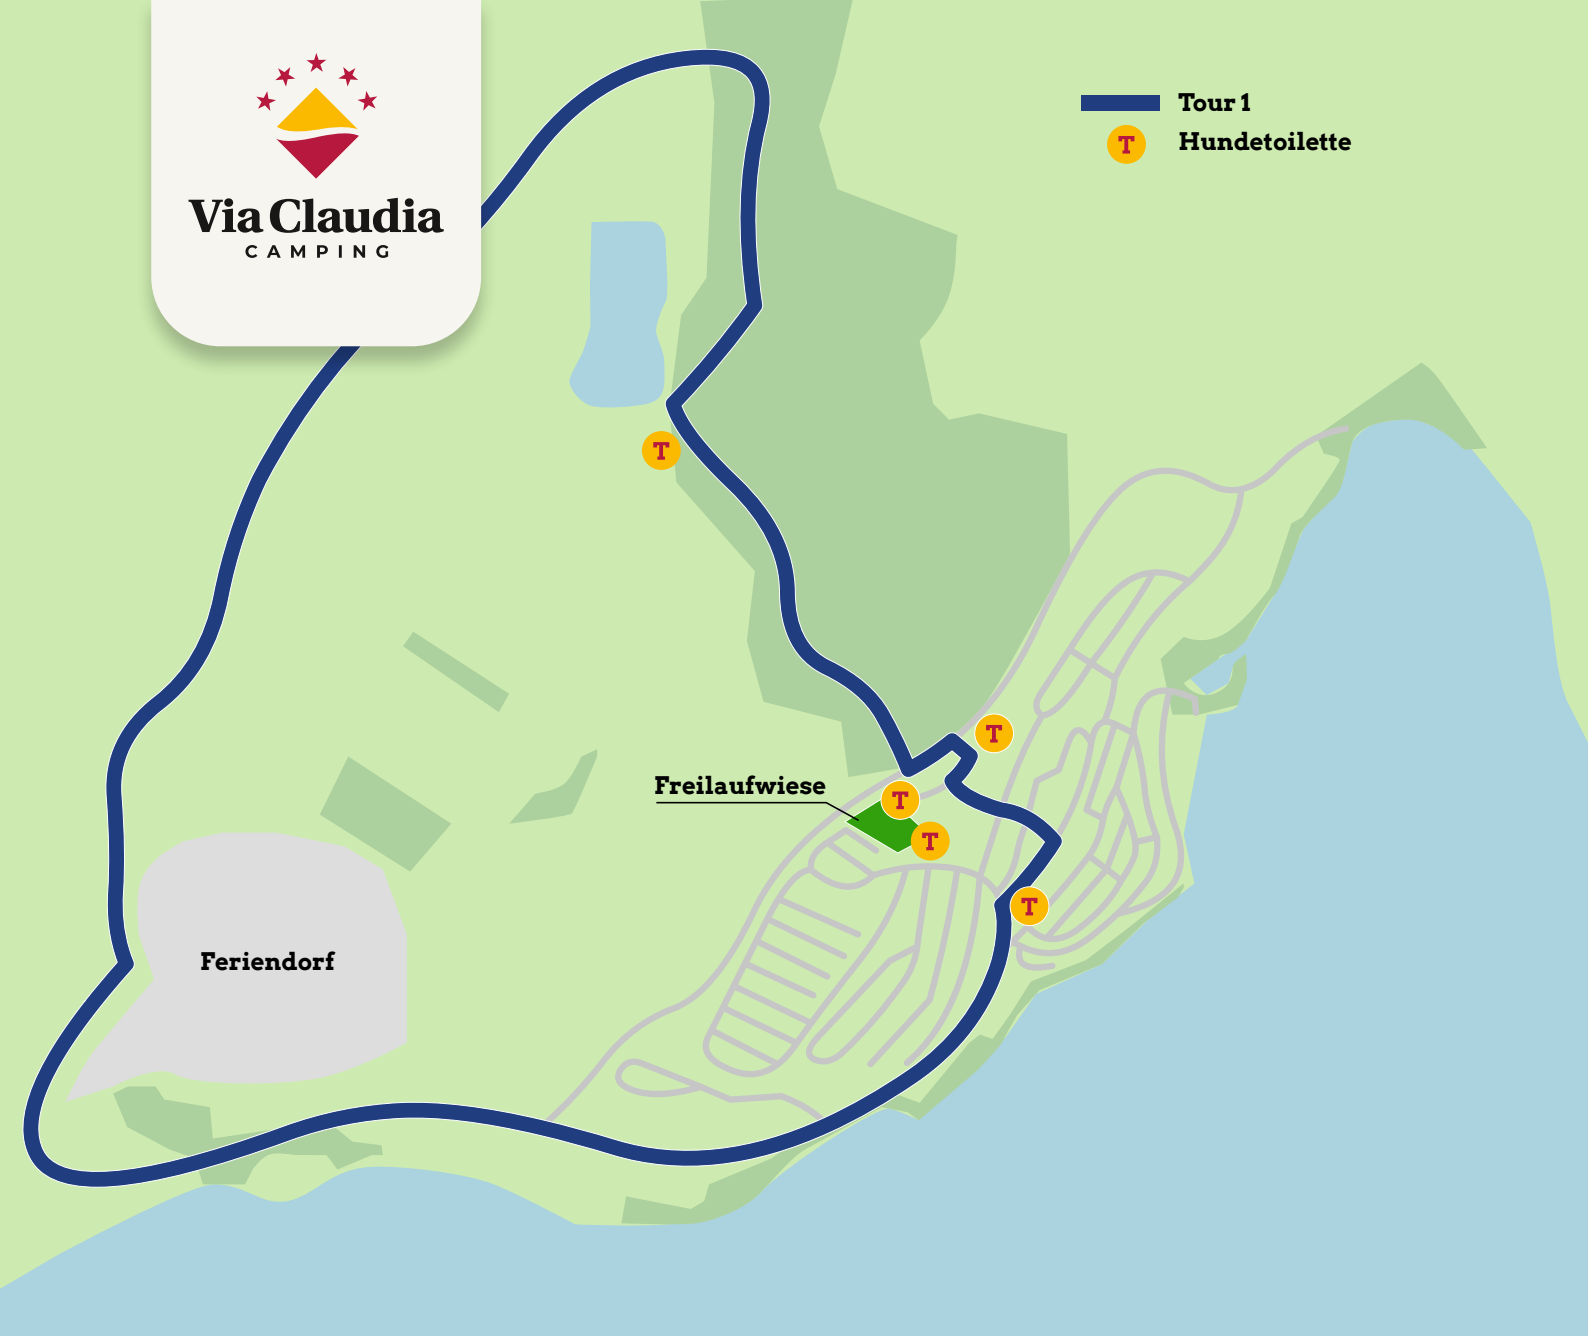 Via Claudia
CAMPING
Tour 1
T Hundetoilette
T
T
Freilaufwiese
T
T
T
Feriendorf